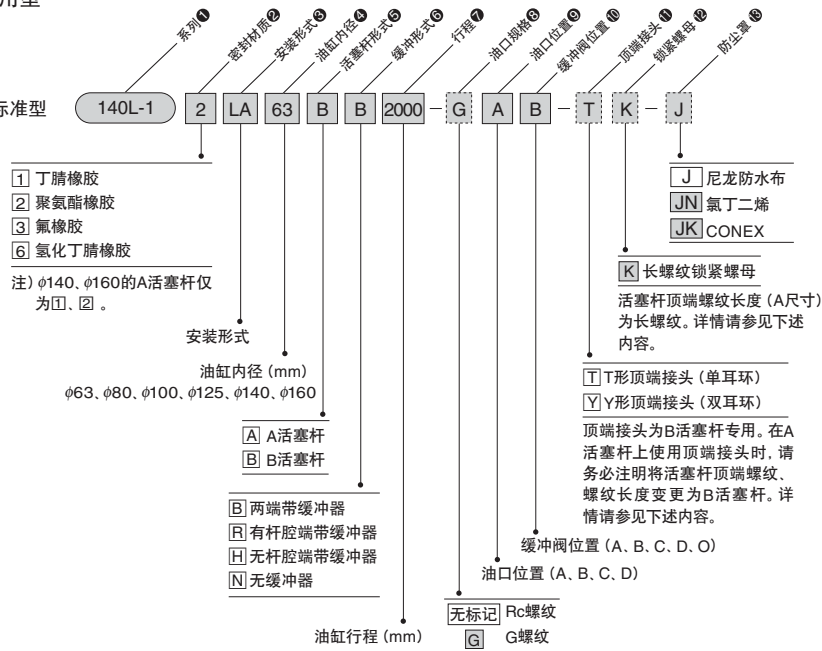 用型
系列❶
密封材质❷
安装形式❸
油缸内径❹
活塞杆形式❺
缓冲形式❻
行程❼
油口规格❽
油口位置❾
缓冲阀位置❿
顶端接头⓫
锁紧螺母⓬
防尘罩⓭
标准型 140L-1 2 LA 63 B B 2000 - G A B - T K - J
1 丁腈橡胶
2 聚氨酯橡胶
3 氟橡胶
6 氢化丁腈橡胶
注) φ140、φ160的A活塞杆仅
为1、2 。
安装形式
油缸内径 (mm)
φ63、φ80、φ100、φ125、φ140、φ160
A A活塞杆
B B活塞杆
B 两端带缓冲器
R 有杆腔端带缓冲器
H 无杆腔端带缓冲器
N 无缓冲器
油缸行程 (mm)
无标记 Rc螺纹
G G螺纹
油口位置 (A、B、C、D)
缓冲阀位置 (A、B、C、D、O)
T T形顶端接头 (单耳环)
Y Y形顶端接头 (双耳环)
顶端接头为B活塞杆专用。在A
活塞杆上使用顶端接头时, 请
务必注明将活塞杆顶端螺纹、
螺纹长度变更为B活塞杆。详
情请参见下述内容。
K 长螺纹锁紧螺母
活塞杆顶端螺纹长度 (A尺寸)
为长螺纹。详情请参见下述
内容。
J 尼龙防水布
JN 氯丁二烯
JK CONEX